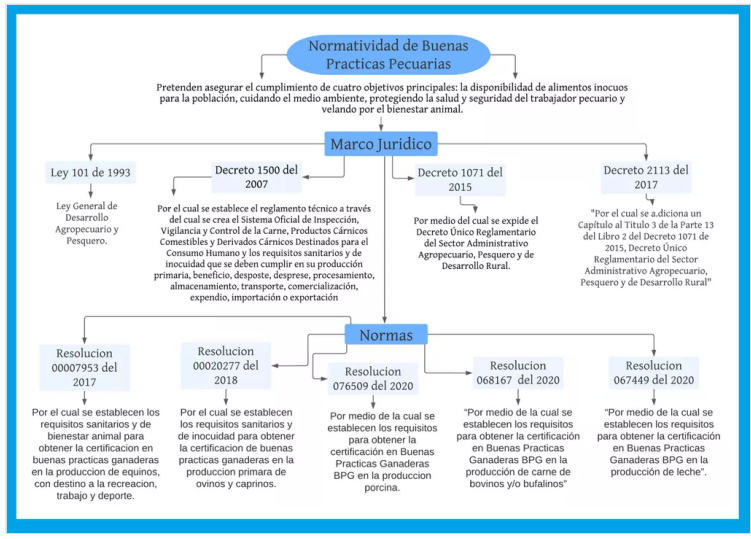 Normatividad de Buenas
Practicas Pecuarias
Pretenden asegurar el cumplimiento de cuatro objetivos principales: la disponibilidad de alimentos inocuos
para la población, cuidando el medio ambiente, protegiendo la salud y seguridad del trabajador pecuario y
velando por el bienestar animal.
Marco Juridico
Ley 101 de 1993
Ley General de
Desarrollo
Agropecuario y
Pesquero.
Decreto 1500 del
2007
Por el cual se establece el reglamento técnico a través
del cual se crea el Sistema Oficial de Inspección,
Vigilancia y Control de la Carne, Productos Cárnicos
Comestibles y Derivados Cárnicos Destinados para el
Consumo Humano y los requisitos sanitarios y de
inocuidad que se deben cumplir en su producción
primaria, beneficio, desposte, desprese, procesamiento,
almacenamiento, transporte, comercialización,
expendio, importación o exportación
Decreto 1071 del
2015
Por medio del cual se expide el
Decreto Único Reglamentario
del Sector Administrativo
Agropecuario, Pesquero y de
Desarrollo Rural.
Decreto 2113 del
2017
"Por el cual se a.diciona un
Capítulo al Titulo 3 de la Parte 13
del Libro 2 del Decreto 1071 de
2015, Decreto Único
Reglamentario del Sector
Administrativo Agropecuario,
Pesquero y de Desarrollo Rural"
Normas
Resolucion
00007953 del
2017
Por el cual se establecen los
requisitos sanitarios y de
bienestar animal para
obtener la certificacion en
buenas practicas ganaderas
en la produccion de equinos,
con destino a la recreacion,
trabajo y deporte.
Resolucion
00020277 del
2018
Por el cual se establecen
los requisitos sanitarios y
de inocuidad para obtener
la certificacion de buenas
practicas ganaderas en la
produccion primara de
ovinos y caprinos.
Resolucion
076509 del 2020
Por medio de la cual se
establecen los requisitos
para obtener la
certificación en Buenas
Practicas Ganaderas
BPG en la produccion
porcina.
Resolucion
068167 del 2020
“Por medio de la cual se
establecen los requisitos
para obtener la certificación
en Buenas Practicas
Ganaderas BPG en la
producción de carne de
bovinos y/o bufalinos”
Resolucion
067449 del 2020
“Por medio de la cual se
establecen los requisitos
para obtener la certificación
en Buenas Practicas
Ganaderas BPG en la
producción de leche”.